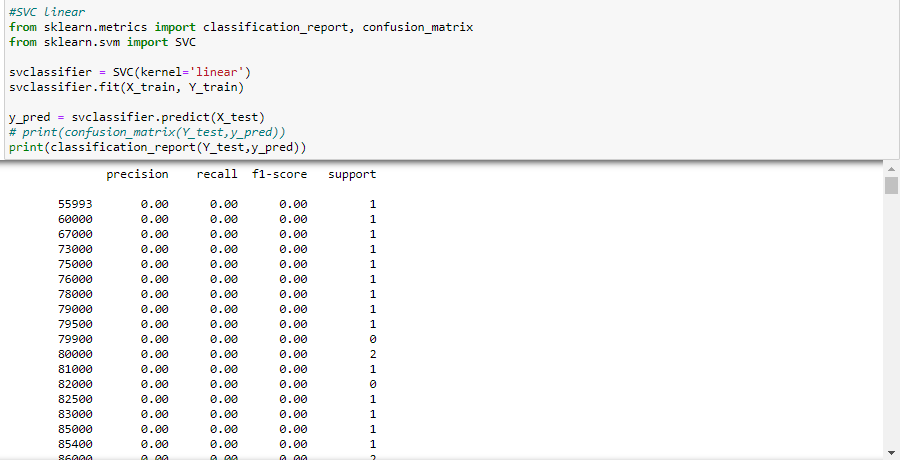 #SVC linear
from sklearn.metrics import classification_report, confusion_matrix
from sklearn.svm import SVC
svclassifier = SVC(kernel='linear')
svclassifier.fit(X_train, Y_train)
y_pred = svclassifier.predict(X_test)
# print(confusion_matrix(Y_test,y_pred))
print(classification_report(Y_test,y_pred))
precision recall f1-score support
55993 0.00 0.00 0.00 1
60000 0.00 0.00 0.00 1
67000 0.00 0.00 0.00 1
73000 0.00 0.00 0.00 1
75000 0.00 0.00 0.00 1
76000 0.00 0.00 0.00 1
78000 0.00 0.00 0.00 1
79000 0.00 0.00 0.00 1
79500 0.00 0.00 0.00 1
79900 0.00 0.00 0.00 0
80000 0.00 0.00 0.00 2
81000 0.00 0.00 0.00 1
82000 0.00 0.00 0.00 0
82500 0.00 0.00 0.00 1
83000 0.00 0.00 0.00 1
85000 0.00 0.00 0.00 1
85400 0.00 0.00 0.00 1
86000 0.00 0.00 0.00 2